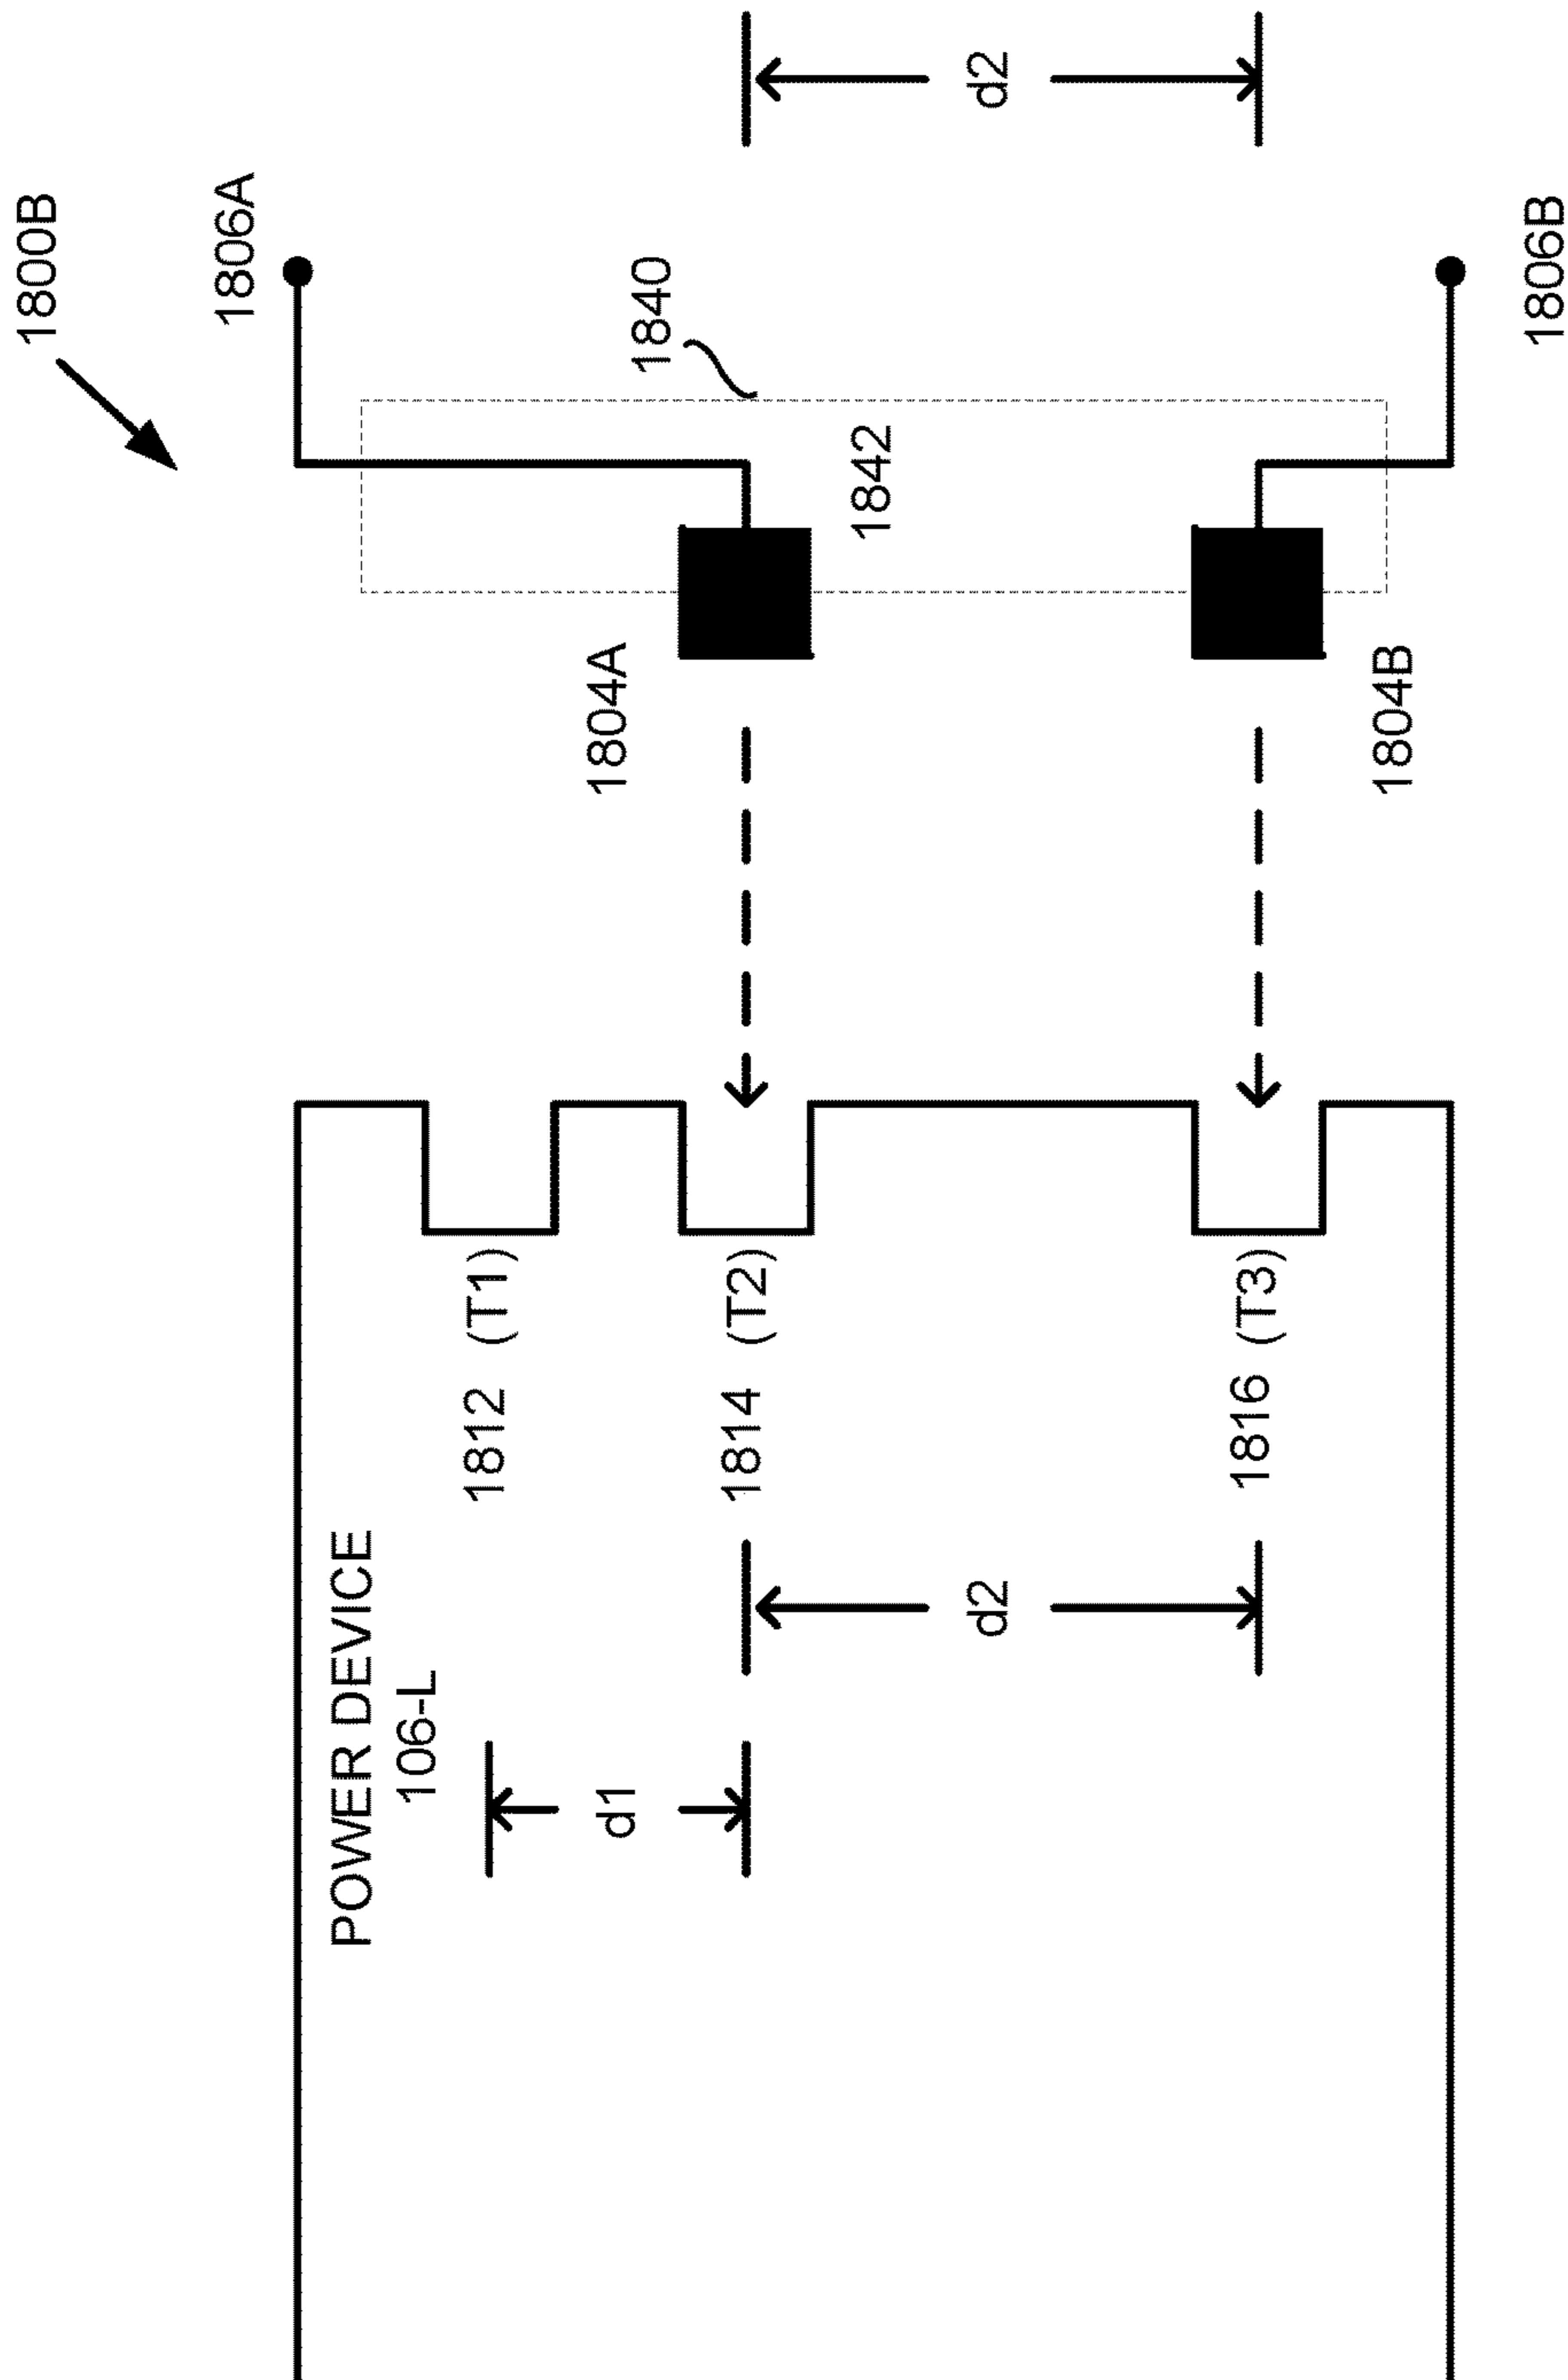 1800B
1806A
1840
1842
d2
1804A
1804B
1806B
POWER DEVICE
106-L
1812 (T1)
1814 (T2)
1816 (T3)
d1
d2